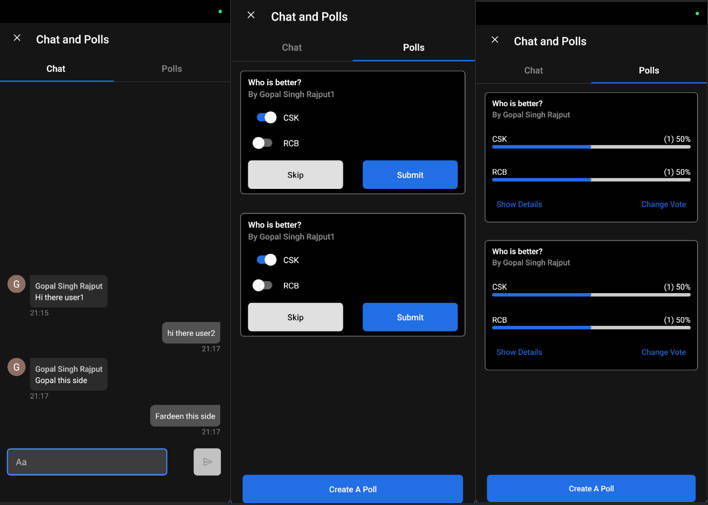 Chat and Polls
Chat
Polls
G
Gopal Singh Rajput
Hi there user1
21:15
hi there user2
21:17
G
Gopal Singh Rajput
Gopal this side
21:17
Fardeen this side
21:17
Aa
Chat and Polls
Chat
Polls
Who is better?
By Gopal Singh Rajput1
CSK
RCB
Skip
Submit
Who is better?
By Gopal Singh Rajput1
CSK
RCB
Skip
Submit
Create A Poll
Chat and Polls
Chat
Polls
Who is better?
By Gopal Singh Rajput
CSK (1) 50%
RCB (1) 50%
Show Details
Change Vote
Who is better?
By Gopal Singh Rajput
CSK (1) 50%
RCB (1) 50%
Show Details
Change Vote
Create A Poll